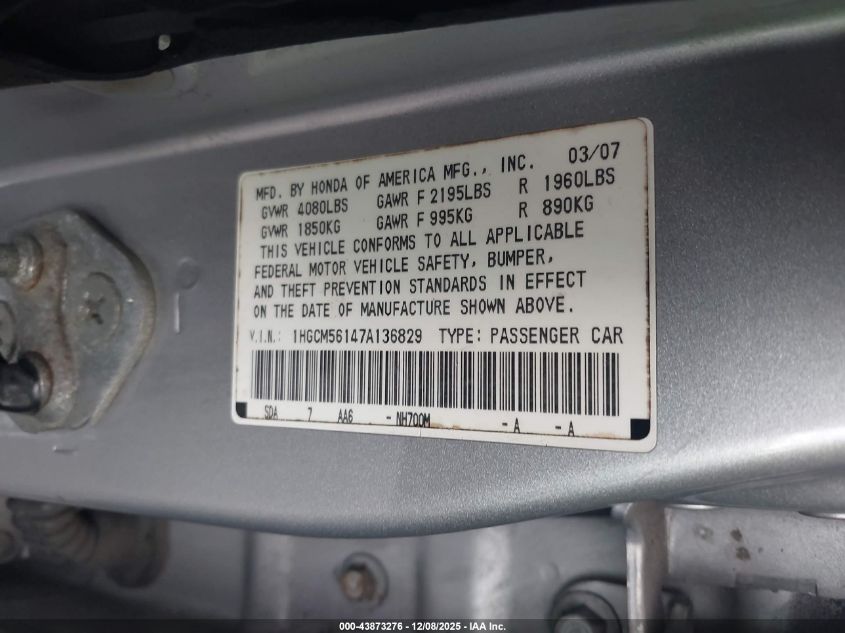 MFD. BY HONDA OF AMERICA MFG., INC. 03/07
GVWR 4080LBS GAWR F 2195LBS R 1960LBS
GVWR 1850KG GAWR F 995KG R 890KG
THIS VEHICLE CONFORMS TO ALL APPLICABLE
FEDERAL MOTOR VEHICLE SAFETY, BUMPER,
AND THEFT PREVENTION STANDARDS IN EFFECT
ON THE DATE OF MANUFACTURE SHOWN ABOVE.
V.I.N.: 1HGCM56147A136829 TYPE: PASSENGER CAR
SDA 7 AA6 - NH700M - A - A
000-43873276 - 12/08/2025 - IAA Inc.